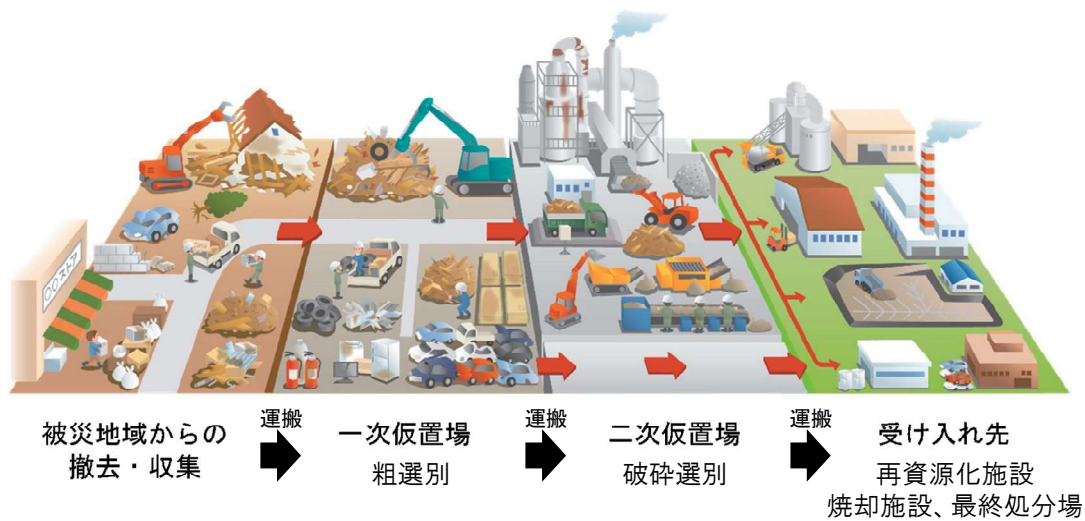 ○○ストア
被災地域からの
撤去・収集
運搬
一次仮置場
粗選別
運搬
二次仮置場
破砕選別
運搬
受け入れ先
再資源化施設
焼却施設、最終処分場